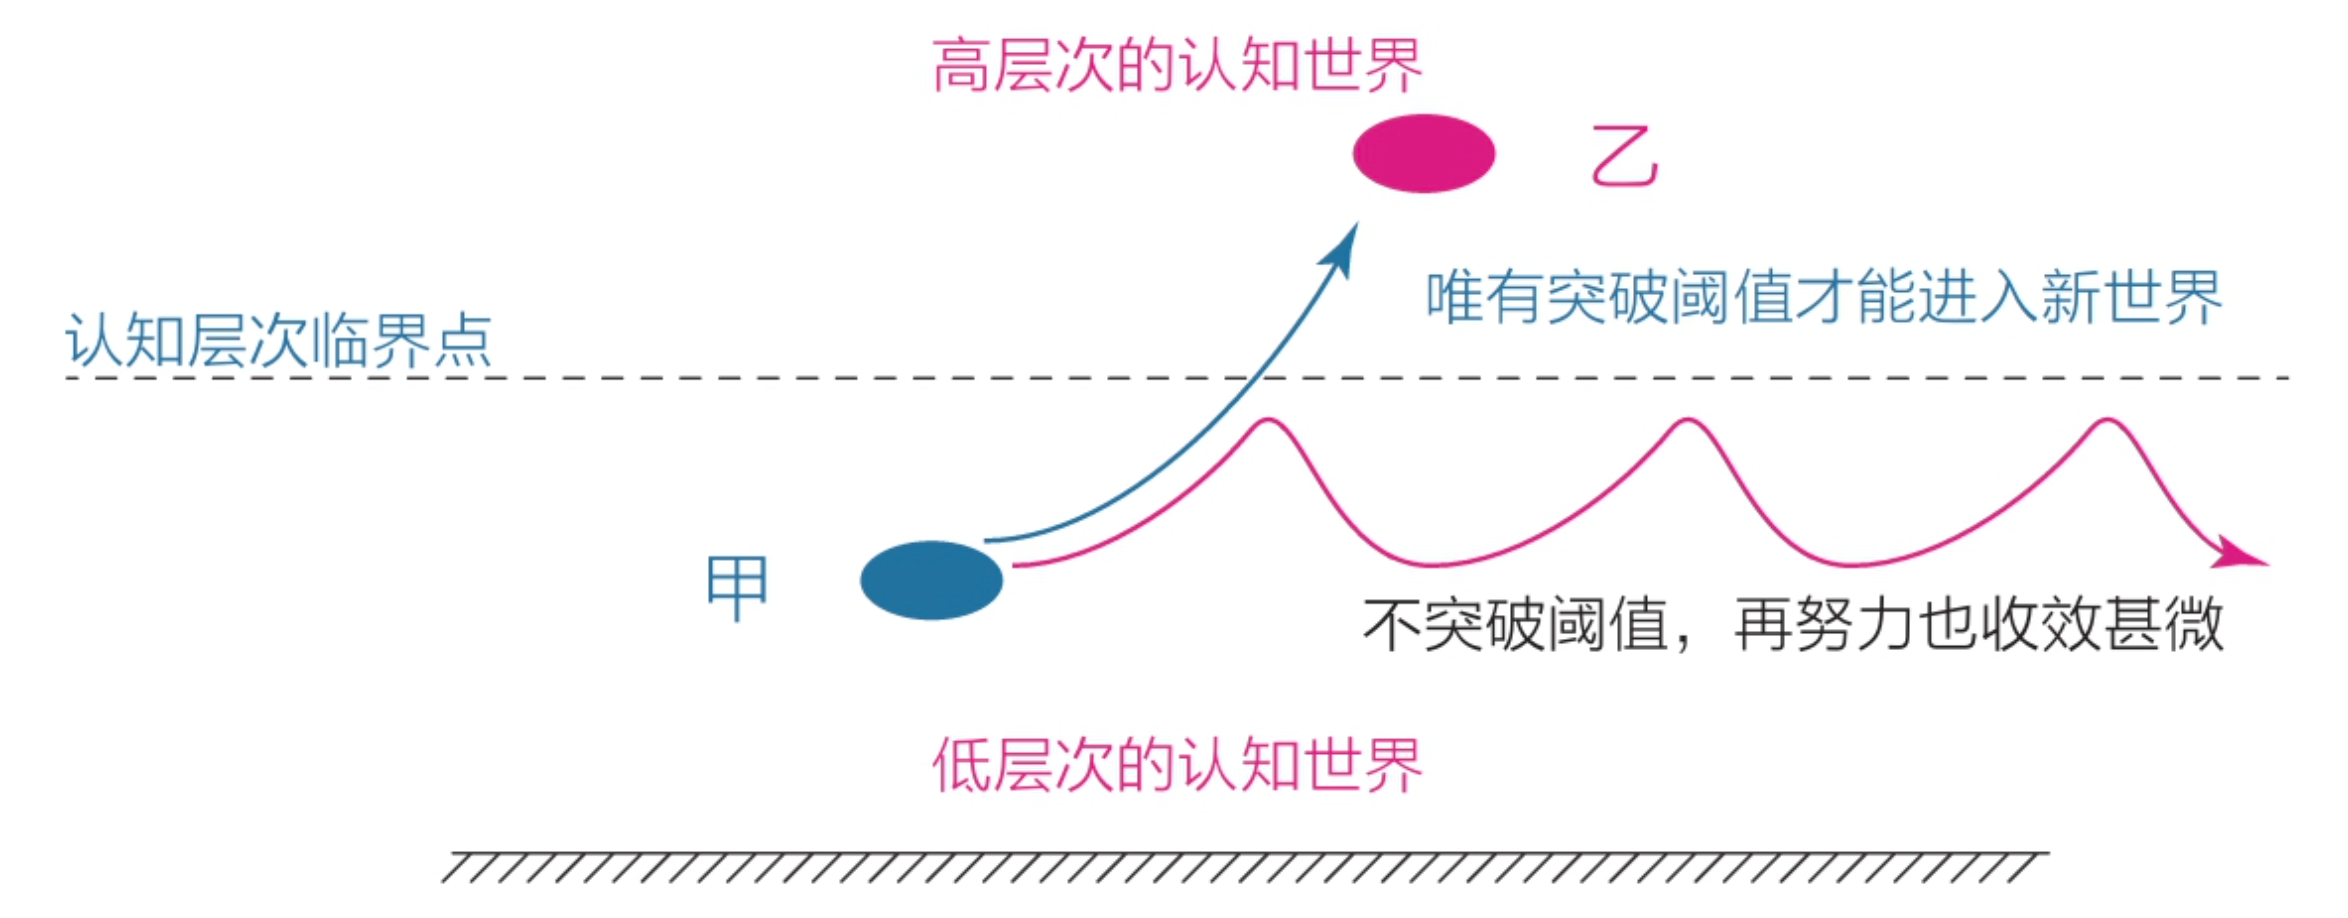 高层次的认知世界
乙
唯有突破阈值才能进入新世界
认知层次临界点
甲
不突破阈值，再努力也收效甚微
低层次的认知世界